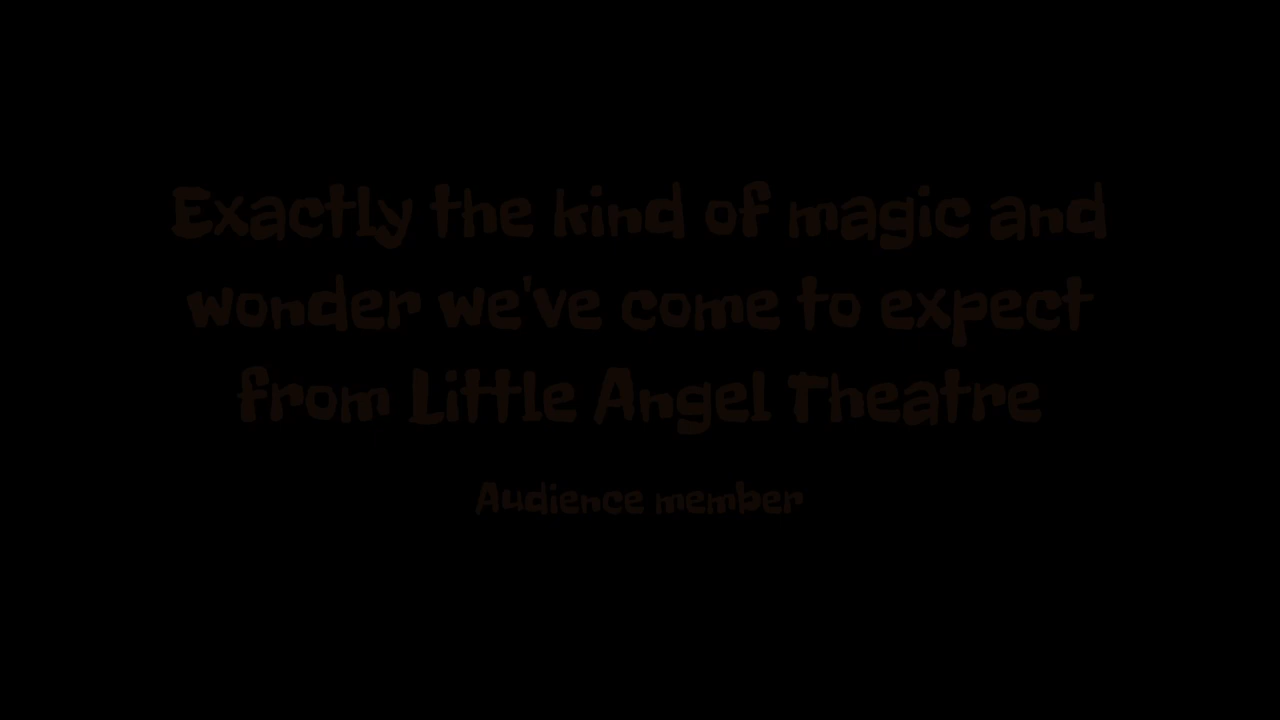 Exactly the kind of magic and
wonder we've come to expect
from Little Angel Theatre
Audience member